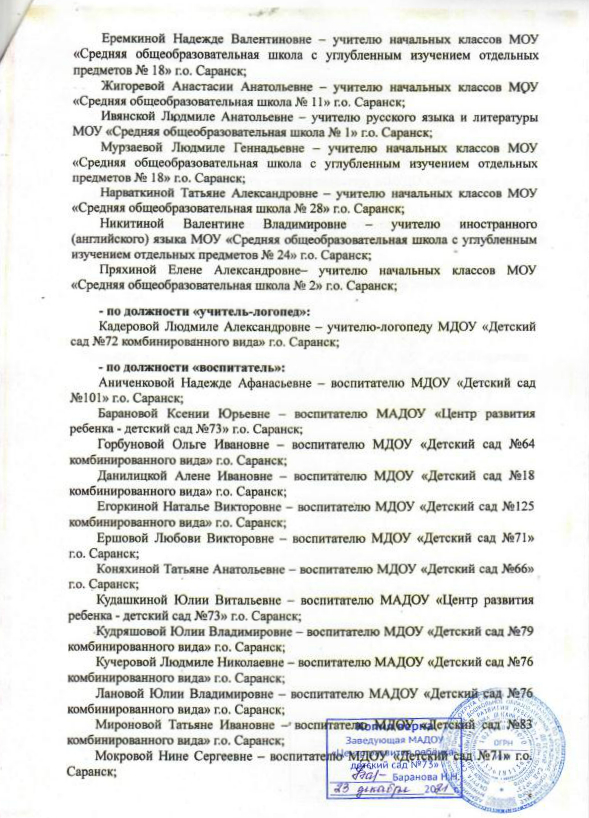 Еремкиной Надежде Валентиновне – учителю начальных классов МОУ
«Средняя общеобразовательная школа с углубленным изучением отдельных
предметов № 18» г.о. Саранск;
Жигоревой Анастасии Анатольевне – учителю начальных классов МОУ
«Средняя общеобразовательная школа № 11» г.о. Саранск;
Ивянской Людмиле Анатольевне – учителю русского языка и литературы
МОУ «Средняя общеобразовательная школа № 1» г.о. Саранск;
Мурзаевой Людмиле Геннадьевне – учителю начальных классов МОУ
«Средняя общеобразовательная школа с углубленным изучением отдельных
предметов № 18» г.о. Саранск;
Нарваткиной Татьяне Александровне – учителю начальных классов МОУ
«Средняя общеобразовательная школа № 28» г.о. Саранск;
Никитиной Валентине Владимировне – учителю иностранного
(английского) языка МОУ «Средняя общеобразовательная школа с углубленным
изучением отдельных предметов № 24» г.о. Саранск;
Пряхиной Елене Александровне– учителю начальных классов МОУ
«Средняя общеобразовательная школа № 2» г.о. Саранск;
- по должности «учитель-логопед»:
Кадеровой Людмиле Александровне – учителю-логопеду МДОУ «Детский
сад №72 комбинированного вида» г.о. Саранск;
- по должности «воспитатель»:
Аниченковой Надежде Афанасьевне – воспитателю МДОУ «Детский сад
№101» г.о. Саранск;
Барановой Ксении Юрьевне – воспитателю МАДОУ «Центр развития
ребенка - детский сад №73» г.о. Саранск;
Горбуновой Ольге Ивановне – воспитателю МДОУ «Детский сад №64
комбинированного вида» г.о. Саранск;
Данилицкой Алене Ивановне – воспитателю МДОУ «Детский сад №18
комбинированного вида» г.о. Саранск;
Егоркиной Наталье Викторовне – воспитателю МДОУ «Детский сад №125
комбинированного вида» г.о. Саранск;
Ершовой Любови Викторовне – воспитателю МДОУ «Детский сад №71»
г.о. Саранск;
Коняхиной Татьяне Анатольевне – воспитателю МДОУ «Детский сад №66»
г.о. Саранск;
Кудашкиной Юлии Витальевне – воспитателю МАДОУ «Центр развития
ребенка - детский сад №73» г.о. Саранск;
Кудряшовой Юлии Владимировне – воспитателю МДОУ «Детский сад №79
комбинированного вида» г.о. Саранск;
Кучеровой Людмиле Николаевне – воспитателю МАДОУ «Детский сад №76
комбинированного вида» г.о. Саранск;
Лановой Юлии Владимировне – воспитателю МАДОУ «Детский сад №76
комбинированного вида» г.о. Саранск;
Мироновой Татьяне Ивановне – воспитателю МДОУ «Детский сад №83
комбинированного вида» г.о. Саранск;
Мокровой Нине Сергеевне – воспитателю МДОУ «Детский сад №71» г.о.
Саранск;
Копия верна
Заведующая МАДОУ
«Центр развития ребёнка-
детский сад №73»
Баранова Н.Н.
23 декабря 2021 г.
ОГРН